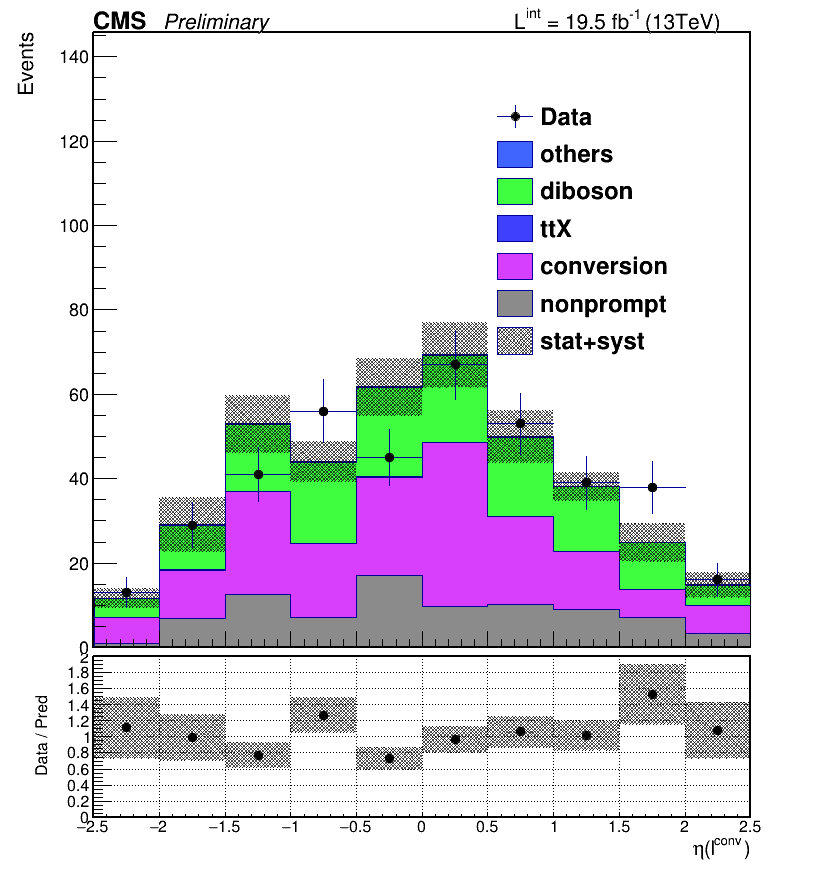 CMS Preliminary L^int = 19.5 fb^-1 (13TeV)
Events
140
120
100
80
60
40
20
0
Data
others
diboson
ttX
conversion
nonprompt
stat+syst
Data / Pred
2
1.8
1.6
1.4
1.2
1
0.8
0.6
0.4
0.2
0
−2.5 −2 −1.5 −1 −0.5 0 0.5 1 1.5 2 2.5
η(l^conv)